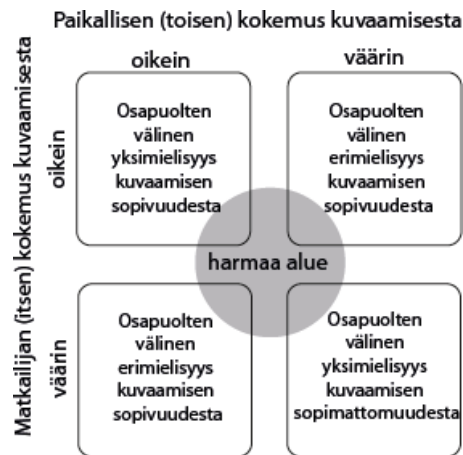 Paikallisen (toisen) kokemus kuvaamisesta
oikein
väärin
Matkailijan (itsen) kokemus kuvaamisesta
oikein
väärin
Osapuolten
välinen
yksimielisyys
kuvaamisen
sopivuudesta
Osapuolten
välinen
erimielisyys
kuvaamisen
sopivuudesta
harmaa alue
Osapuolten
välinen
erimielisyys
kuvaamisen
sopivuudesta
Osapuolten
välinen
yksimielisyys
kuvaamisen
sopimattomuudesta